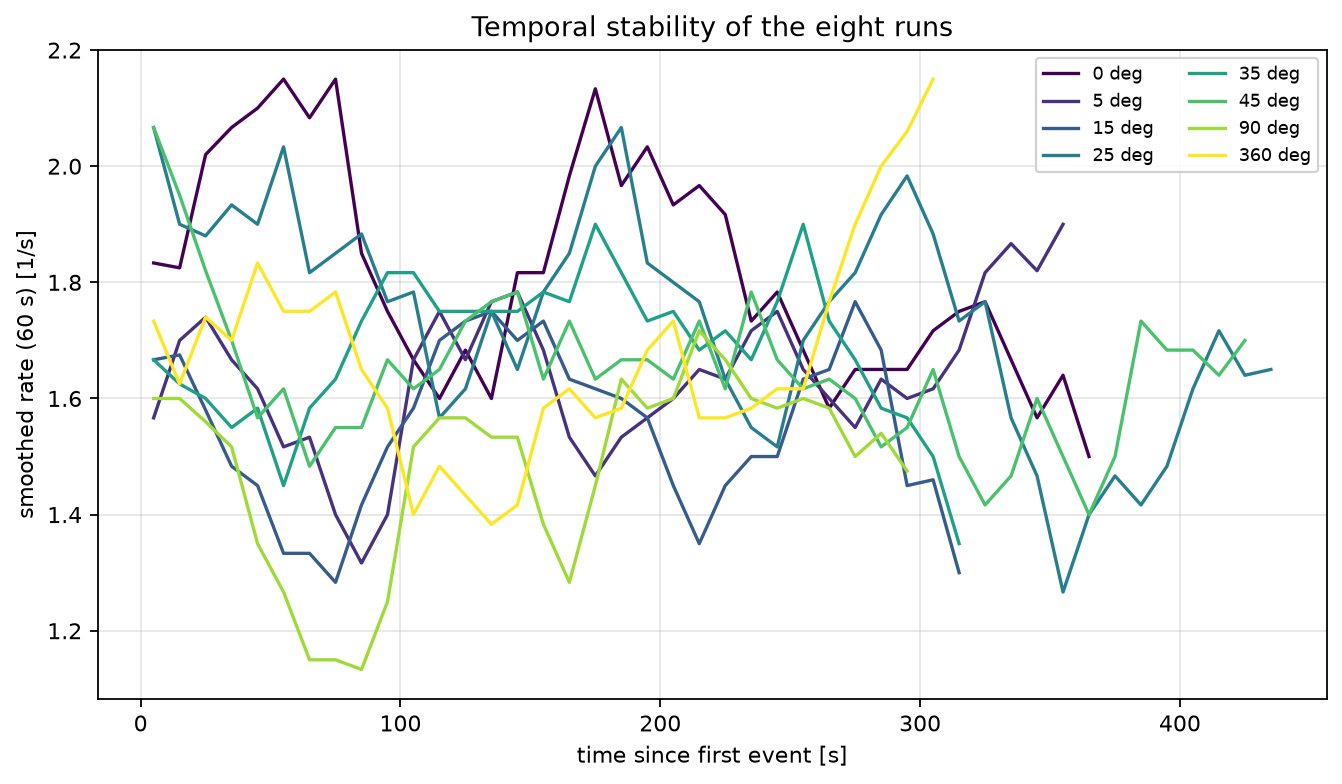 Temporal stability of the eight runs
smoothed rate (60 s) [1/s]
2.2
2.0
1.8
1.6
1.4
1.2
0 deg
5 deg
15 deg
25 deg
35 deg
45 deg
90 deg
360 deg
0
100
200
300
400
time since first event [s]